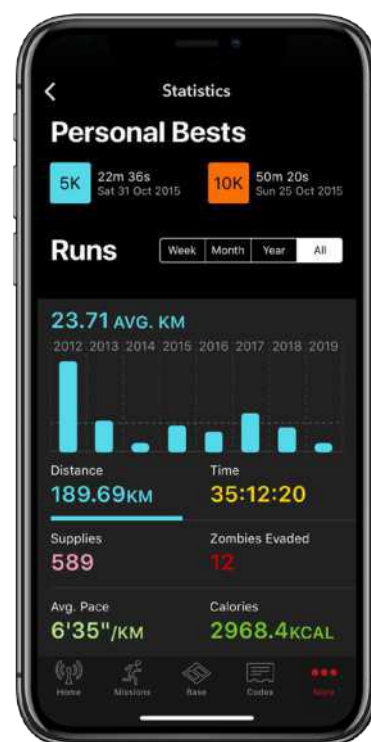 Statistics
Personal Bests
5K
22m 36s
Sat 31 Oct 2015
10K
50m 20s
Sun 25 Oct 2015
Runs
Week Month Year All
23.71 AVG. KM
2012 2013 2014 2015 2016 2017 2018 2019
Distance Time
189.69KM 35:12:20
Supplies Zombies Evaded
589 12
Avg. Pace Calories
6'35"/KM 2968.4KCAL
Home Missions Base Codex More